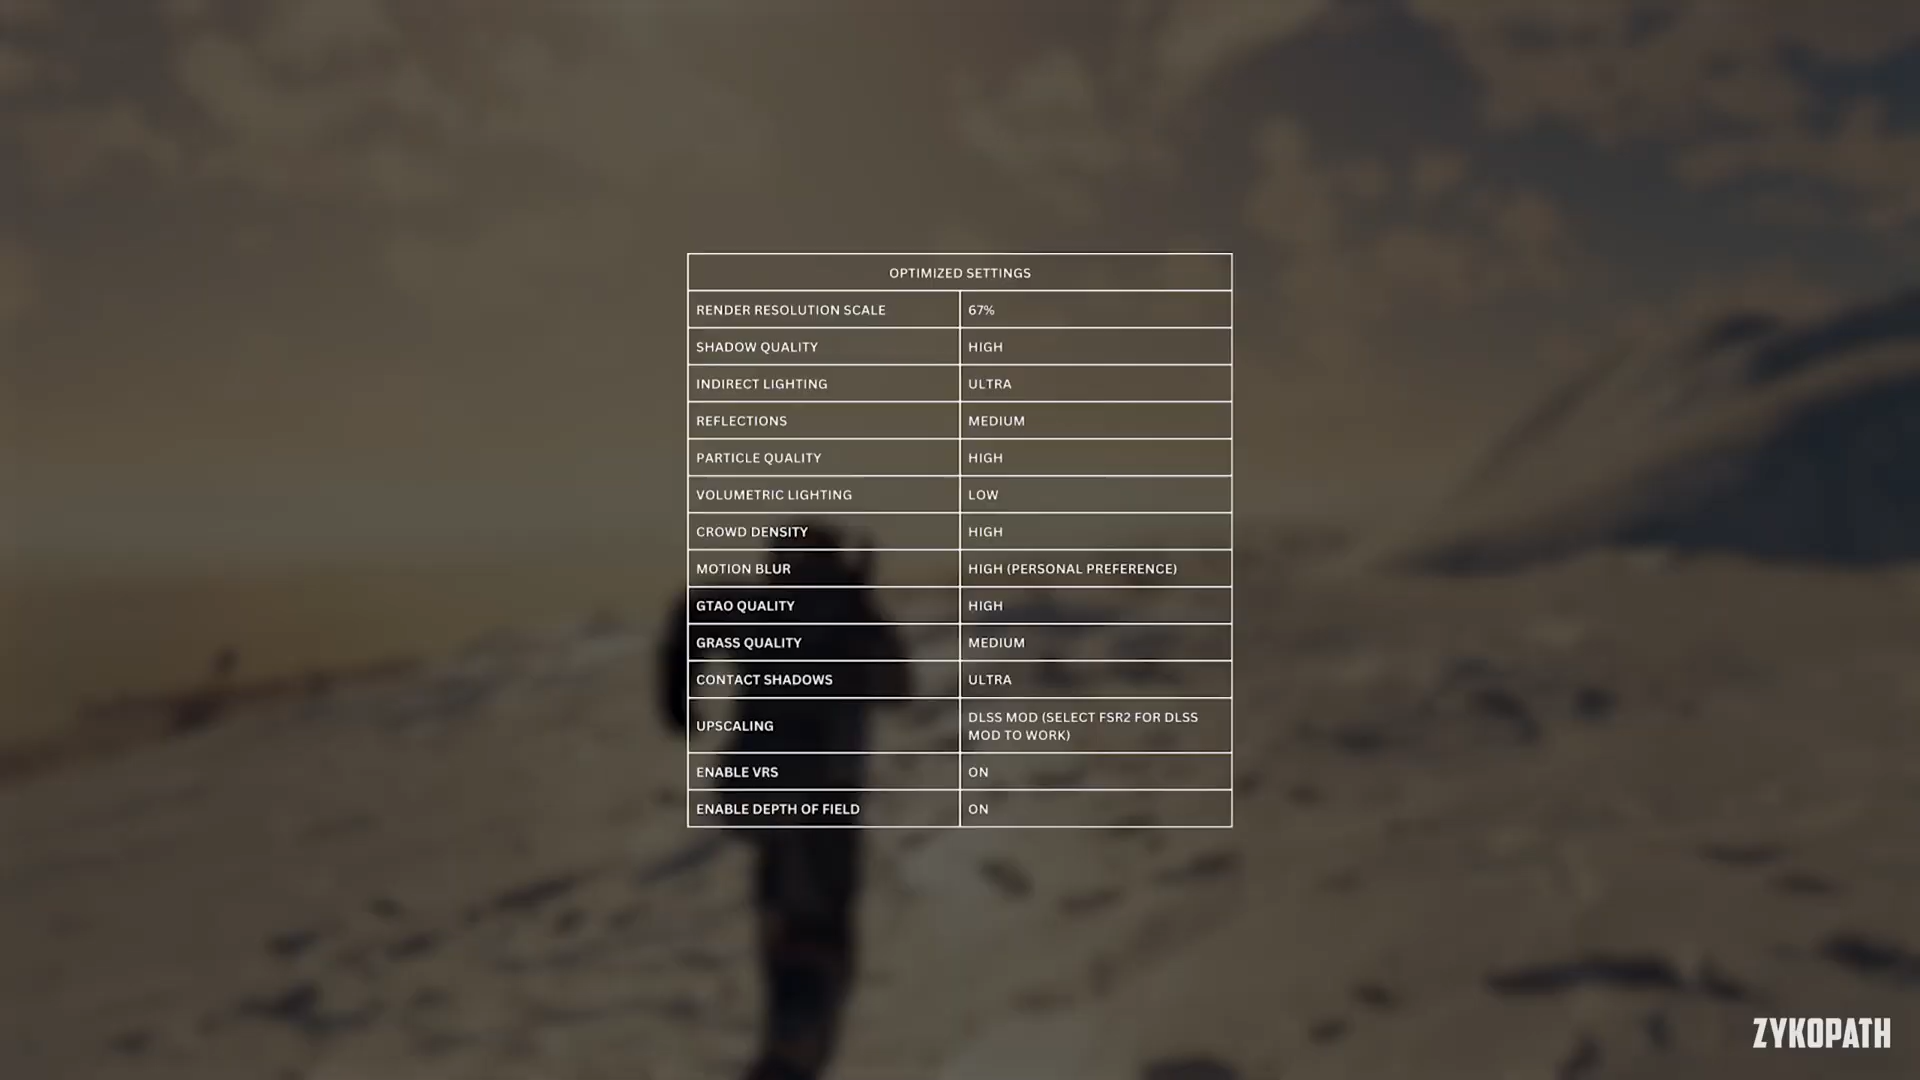 OPTIMIZED SETTINGS
RENDER RESOLUTION SCALE 67%
SHADOW QUALITY HIGH
INDIRECT LIGHTING ULTRA
REFLECTIONS MEDIUM
PARTICLE QUALITY HIGH
VOLUMETRIC LIGHTING LOW
CROWD DENSITY HIGH
MOTION BLUR HIGH (PERSONAL PREFERENCE)
GTAO QUALITY HIGH
GRASS QUALITY MEDIUM
CONTACT SHADOWS ULTRA
UPSCALING DLSS MOD (SELECT FSR2 FOR DLSS
MOD TO WORK)
ENABLE VRS ON
ENABLE DEPTH OF FIELD ON
ZYKOPATH